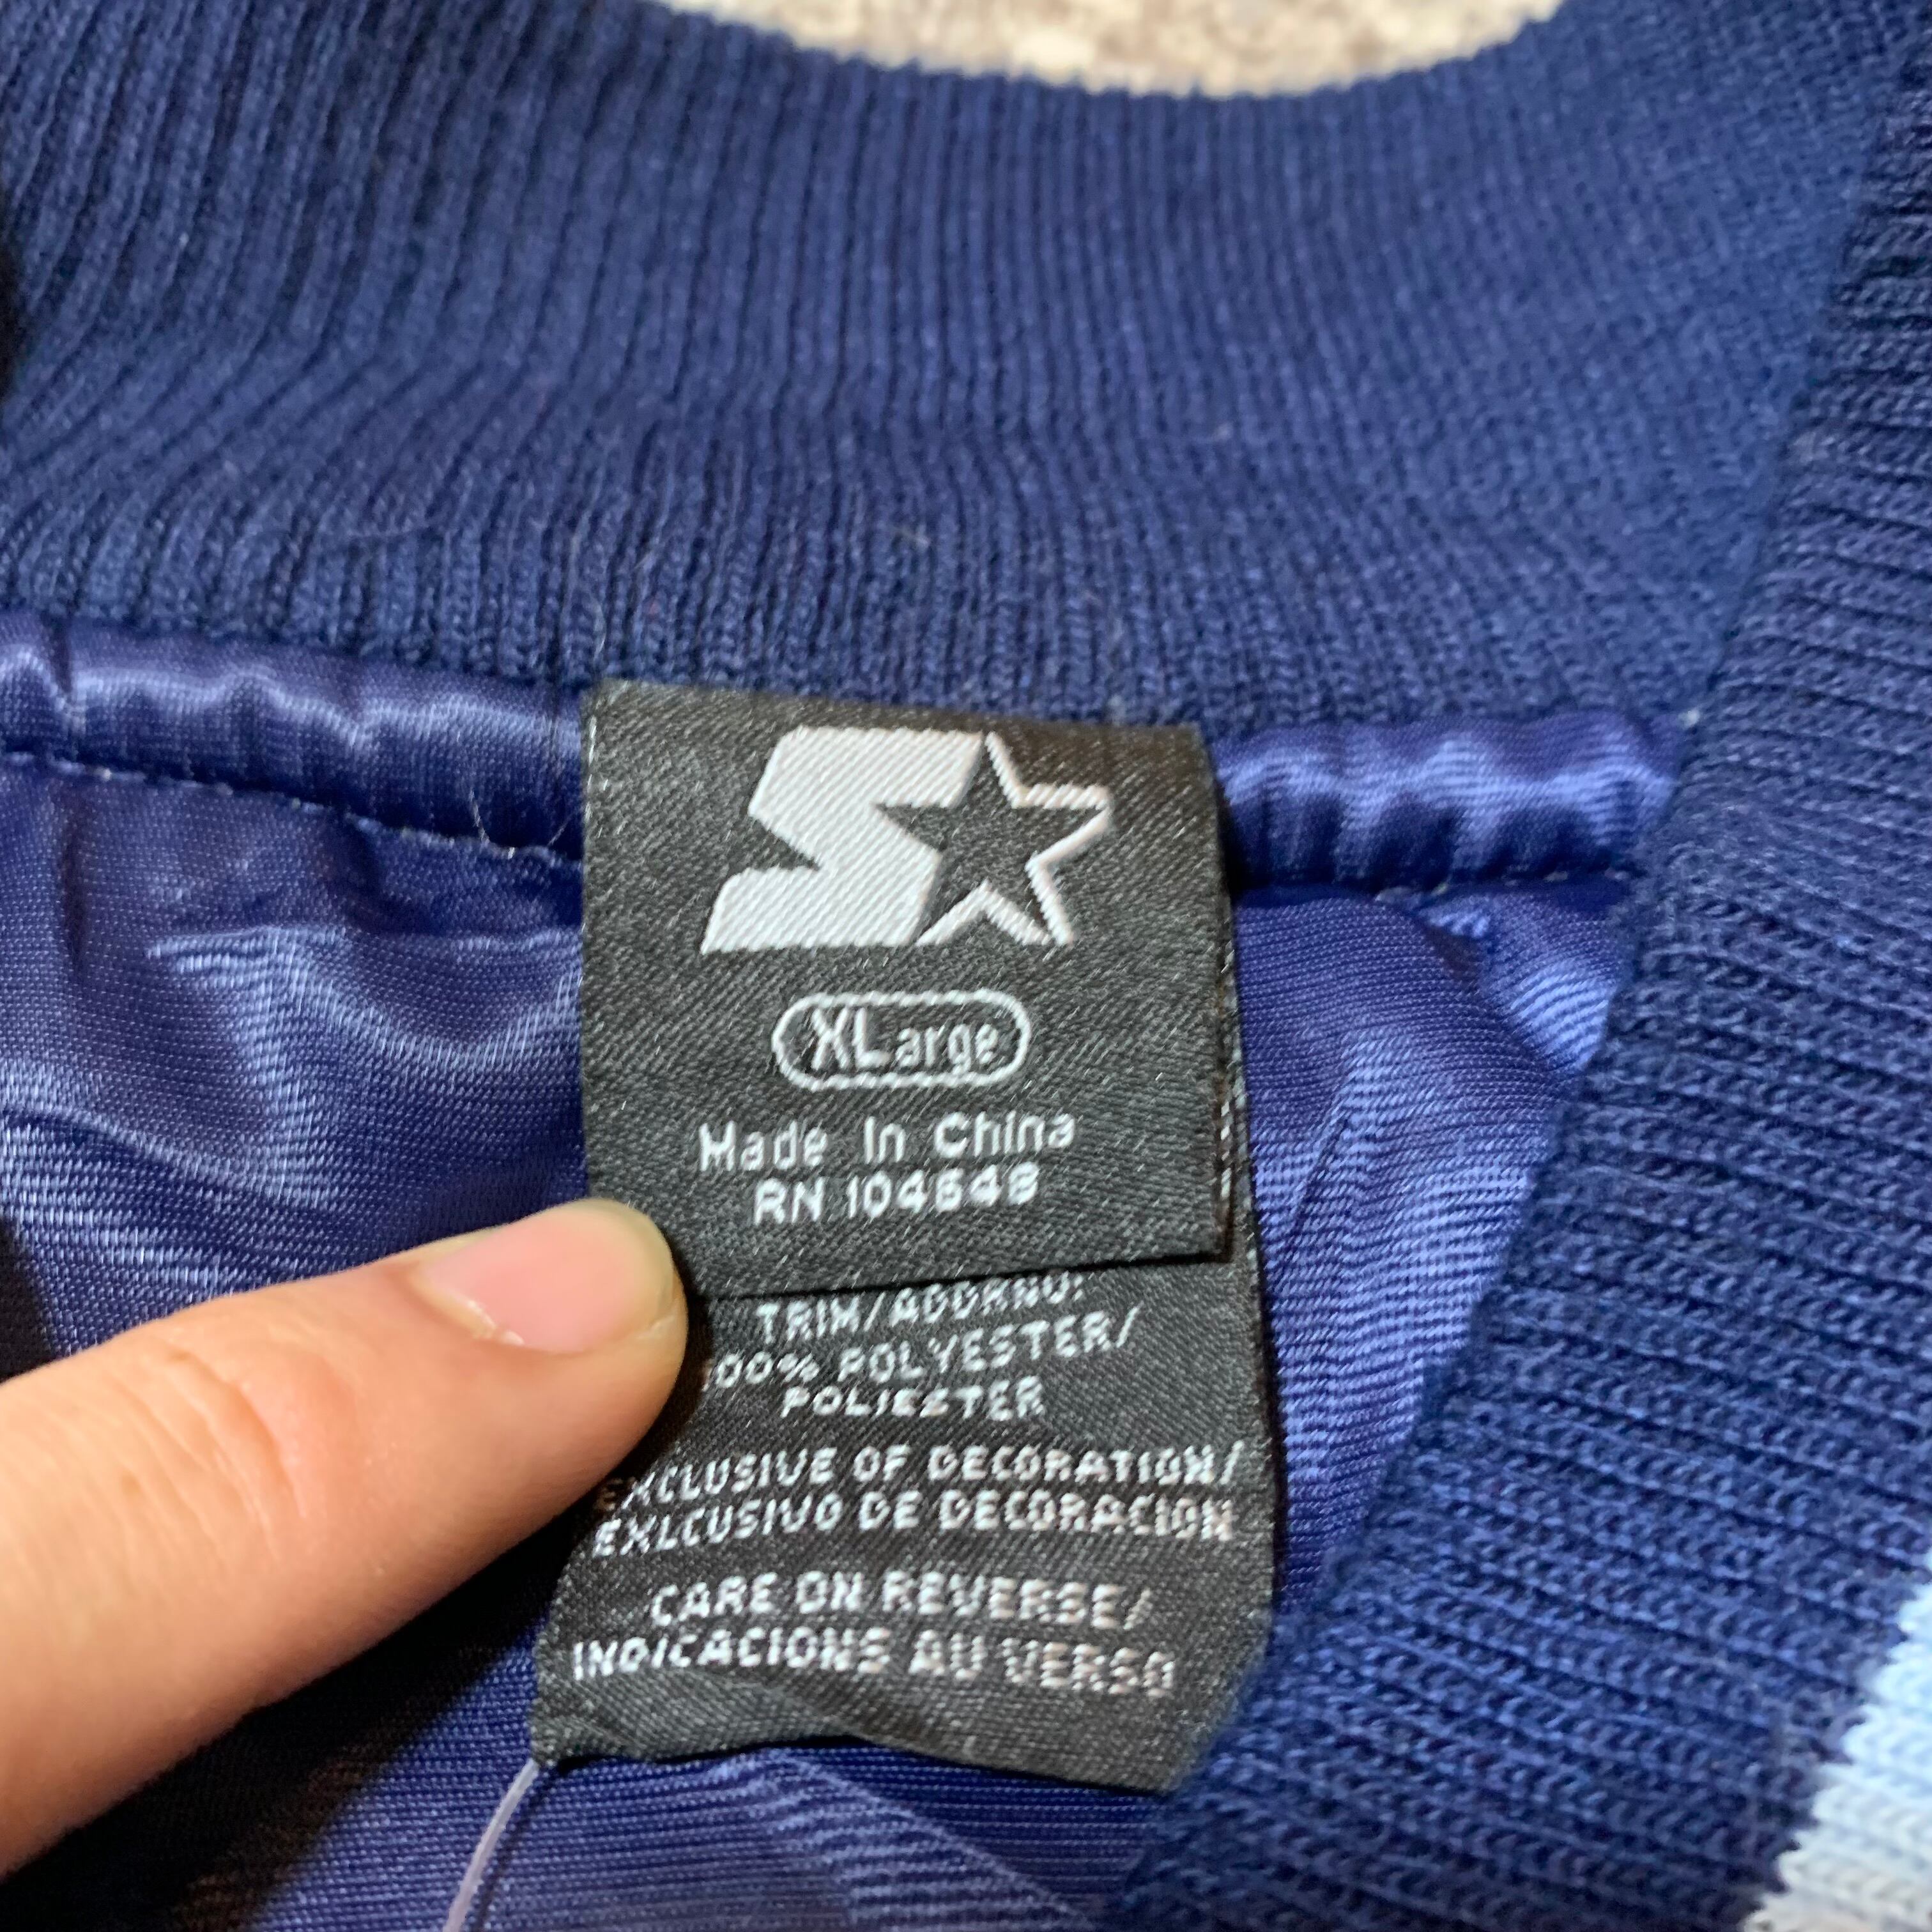 XLarge
Made In China
RN 104648
TRIM/ADORNO:
100% POLYESTER/
POLIESTER
EXCLUSIVE OF DECORATION/
EXLCUSIVO DE DECORACION
CARE ON REVERSE/
INDICACIONS AU VERSO